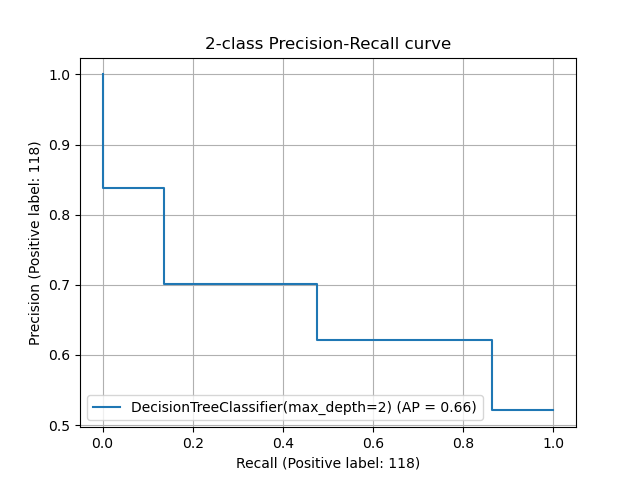 2-class Precision-Recall curve
Precision (Positive label: 118)
1.0
0.9
0.8
0.7
0.6
0.5
DecisionTreeClassifier(max_depth=2) (AP = 0.66)
0.0 0.2 0.4 0.6 0.8 1.0
Recall (Positive label: 118)